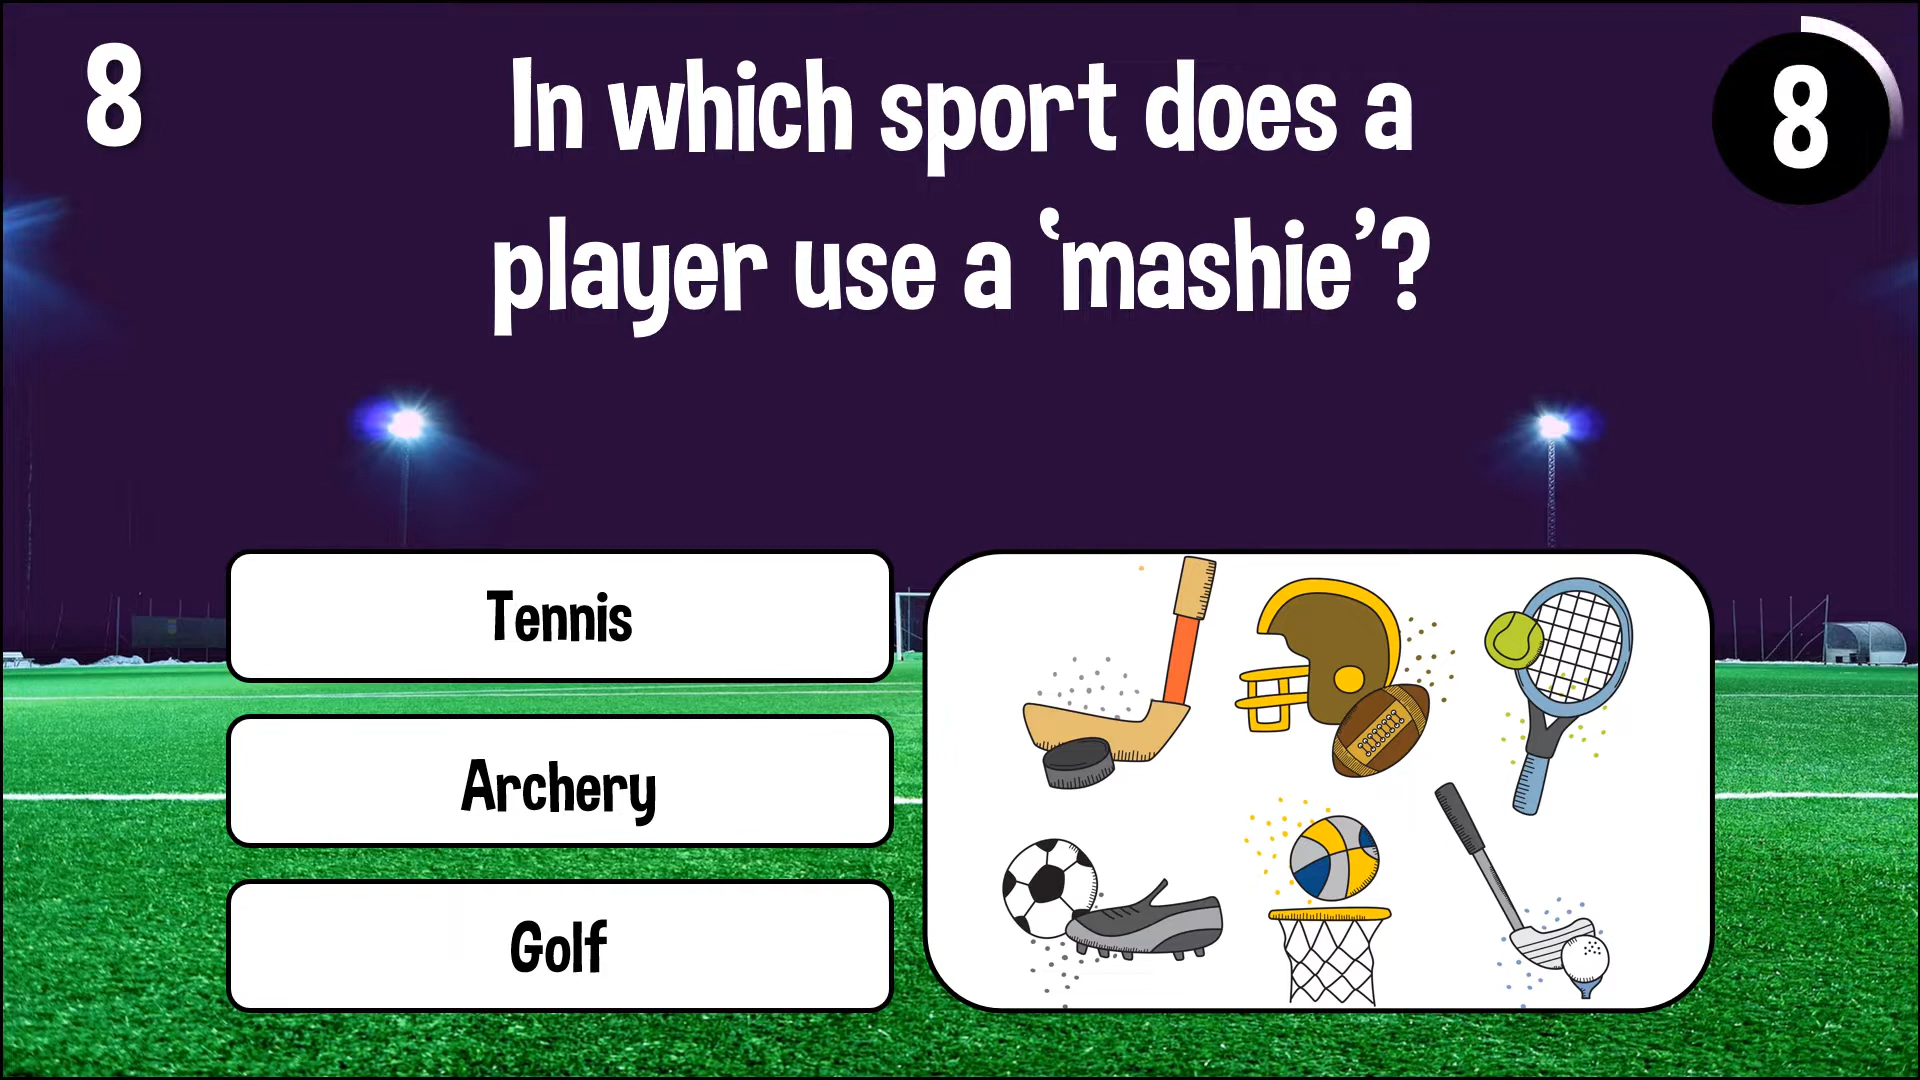 8
In which sport does a
player use a ‘mashie’?
8
Tennis
Archery
Golf